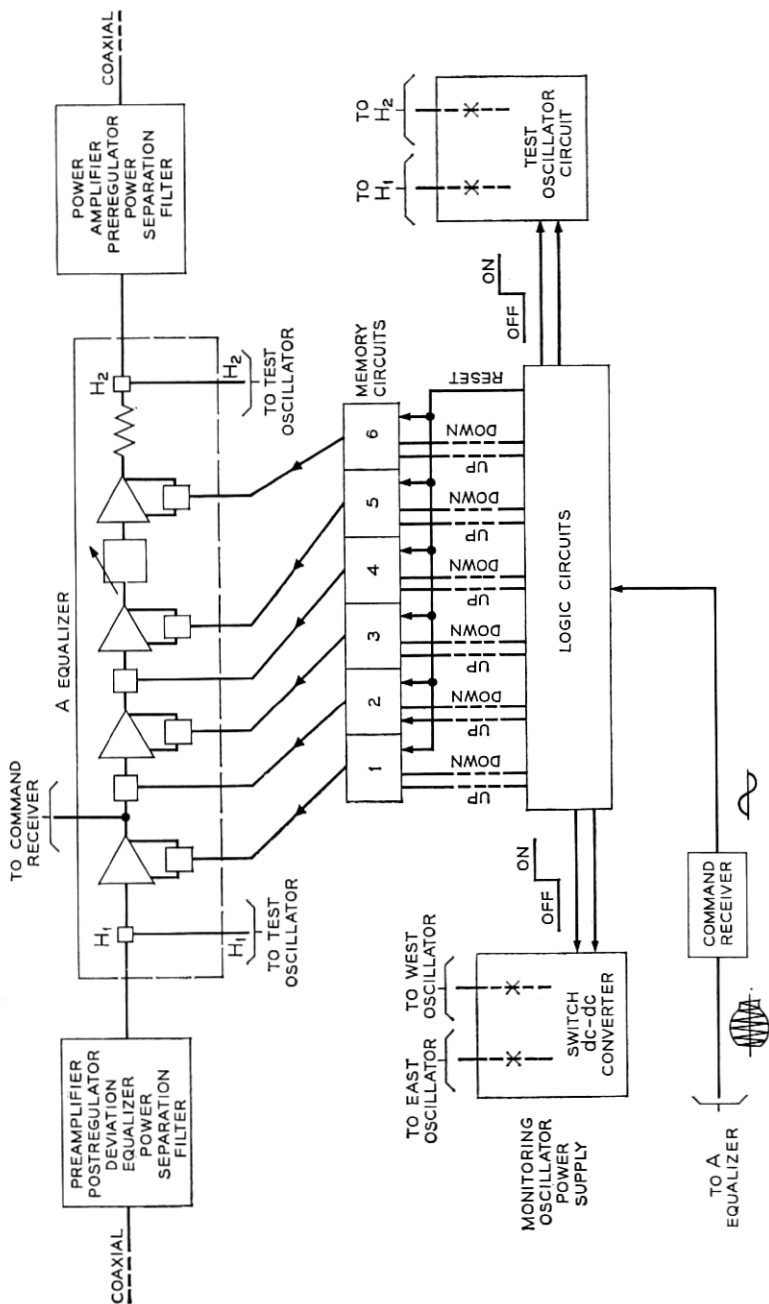 COAXIAL
PREAMPLIFIER
POSTREGULATOR
DEVIATION
EQUALIZER
POWER
SEPARATION
FILTER
TO COMMAND
RECEIVER
A EQUALIZER
H1
H1
TO TEST
OSCILLATOR
H2
H2
TO TEST
OSCILLATOR
POWER
AMPLIFIER
PREREGULATOR
POWER
SEPARATION
FILTER
COAXIAL
MEMORY
CIRCUITS
1
2
3
4
5
6
UP
DOWN
UP
DOWN
UP
DOWN
UP
DOWN
UP
DOWN
UP
DOWN
RESET
TO EAST
OSCILLATOR
TO WEST
OSCILLATOR
SWITCH
dc-dc
CONVERTER
MONITORING
OSCILLATOR
POWER
SUPPLY
OFF
ON
LOGIC CIRCUITS
OFF
ON
TO
H1
TO
H2
TEST
OSCILLATOR
CIRCUIT
TO A
EQUALIZER
COMMAND
RECEIVER